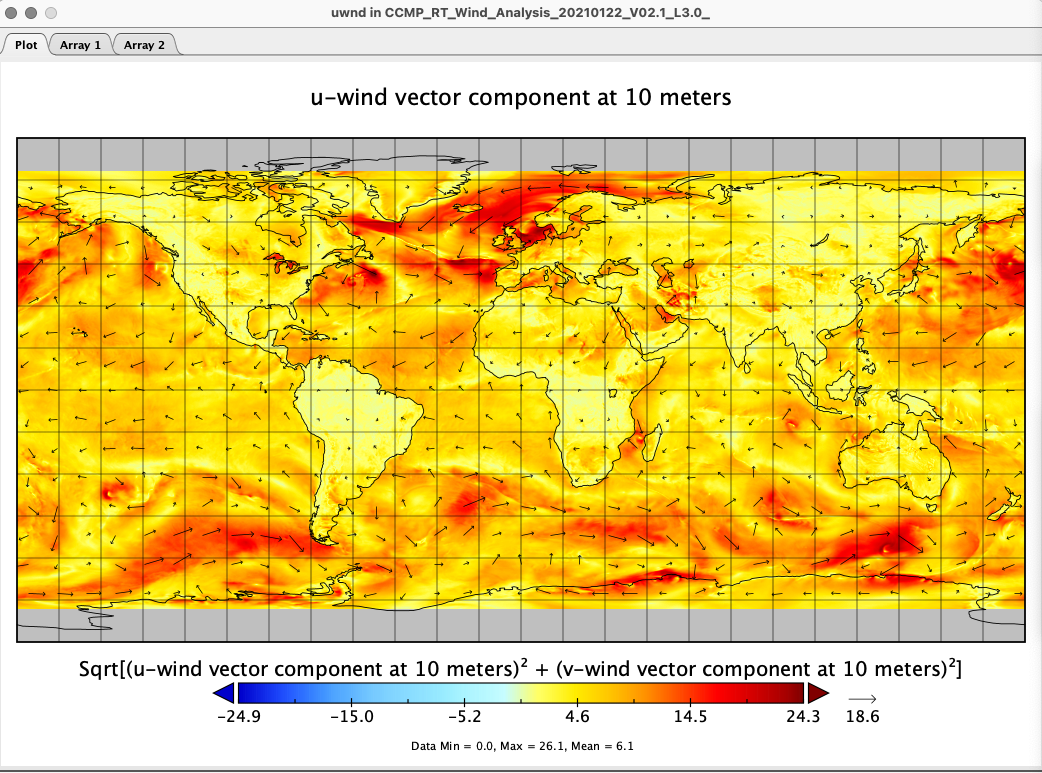 uwnd in CCMP_RT_Wind_Analysis_20210122_V02.1_L3.0_
Plot Array 1 Array 2
u-wind vector component at 10 meters
Sqrt[(u-wind vector component at 10 meters)² + (v-wind vector component at 10 meters)²]
-24.9 -15.0 -5.2 4.6 14.5 24.3 18.6
Data Min = 0.0, Max = 26.1, Mean = 6.1